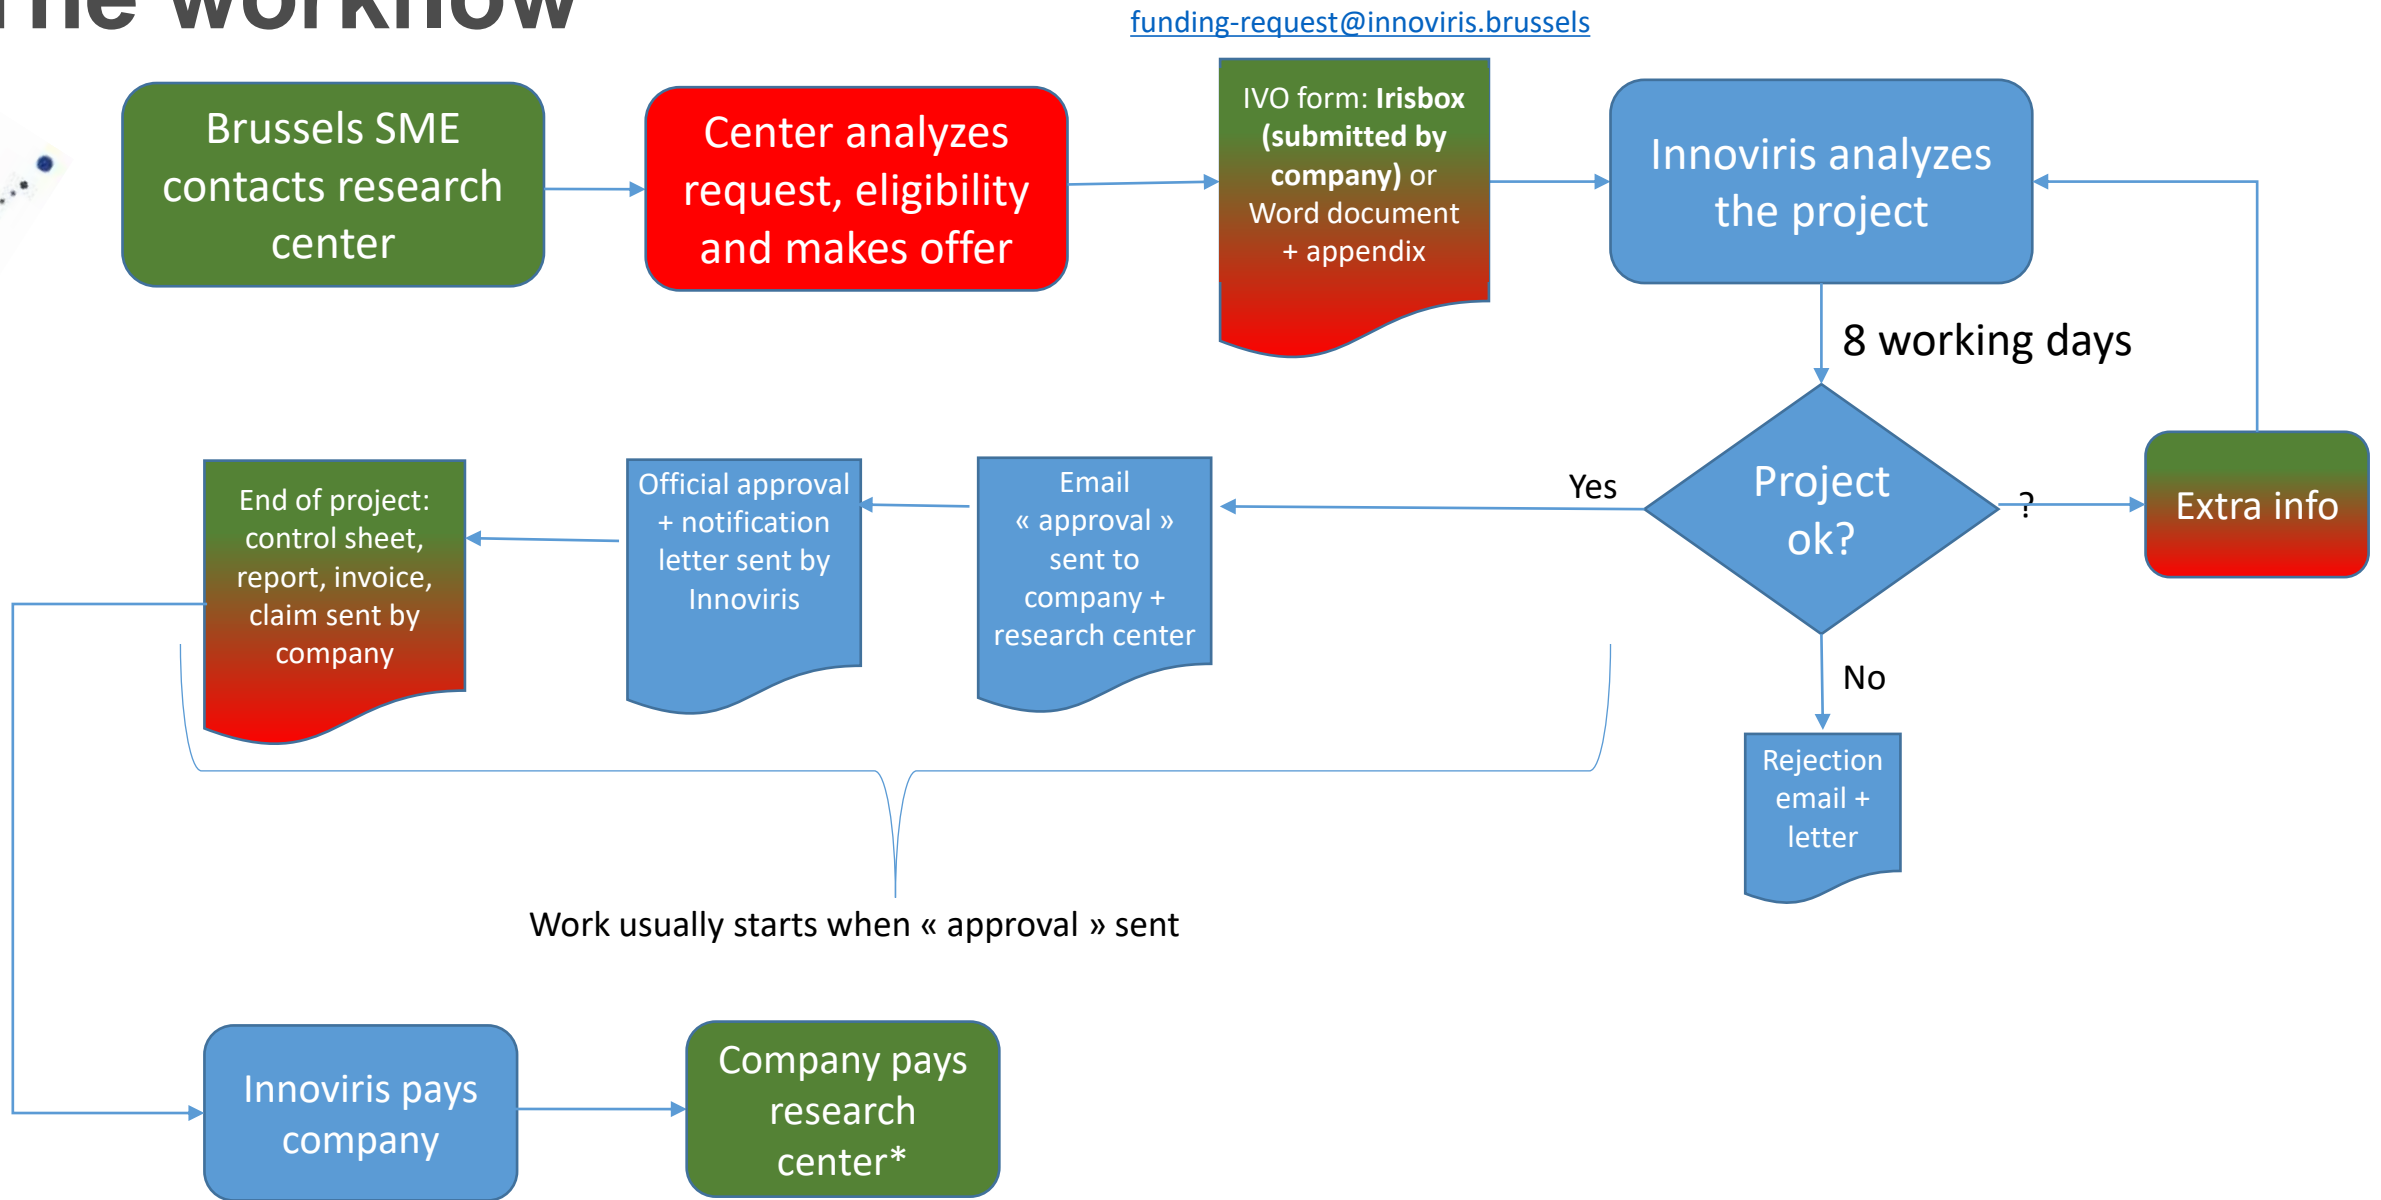 The workflow
funding-request@innoviris.brussels
Brussels SME
contacts research
center
Center analyzes
request, eligibility
and makes offer
IVO form: Irisbox
(submitted by
company) or
Word document
+ appendix
Innoviris analyzes
the project
8 working days
Project
ok?
?
Extra info
Yes
Email
« approval »
sent to
company +
research center
Official approval
+ notification
letter sent by
Innoviris
End of project:
control sheet,
report, invoice,
claim sent by
company
No
Rejection
email +
letter
Work usually starts when « approval » sent
Innoviris pays
company
Company pays
research
center*